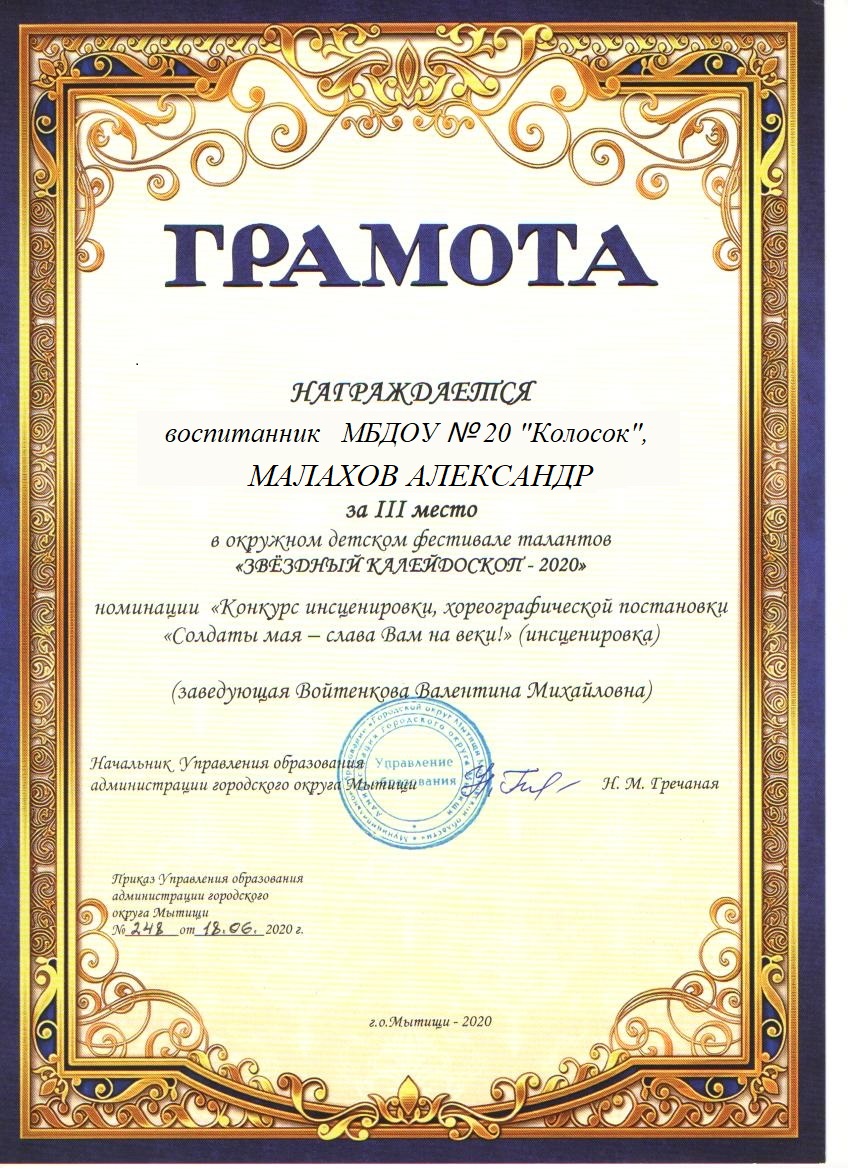 ГРАМОТА
НАГРАЖДАЕТСЯ
воспитанник МБДОУ №20 "Колосок",
МАЛАХОВ АЛЕКСАНДР
за III место
в окружном детском фестивале талантов
«ЗВЁЗДНЫЙ КАЛЕЙДОСКОП - 2020»
номинации «Конкурс инсценировки, хореографической постановки
«Солдаты мая – слава Вам на веки!» (инсценировка)
(заведующая Войтенкова Валентина Михайловна)
Начальник Управления образования
администрации городского округа Мытищи
Н. М. Гречаная
Управление
образования
Приказ Управления образования
администрации городского
округа Мытищи
№ 248 от 18.06. 2020 г.
г.о.Мытищи - 2020